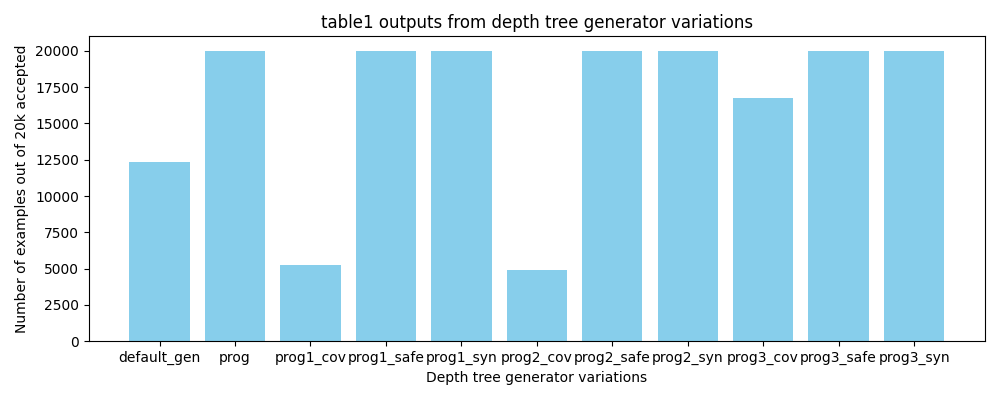 table1 outputs from depth tree generator variations
Number of examples out of 20k accepted
20000
17500
15000
12500
10000
7500
5000
2500
0
default_gen prog prog1_cov prog1_safe prog1_syn prog2_cov prog2_safe prog2_syn prog3_cov prog3_safe prog3_syn
Depth tree generator variations